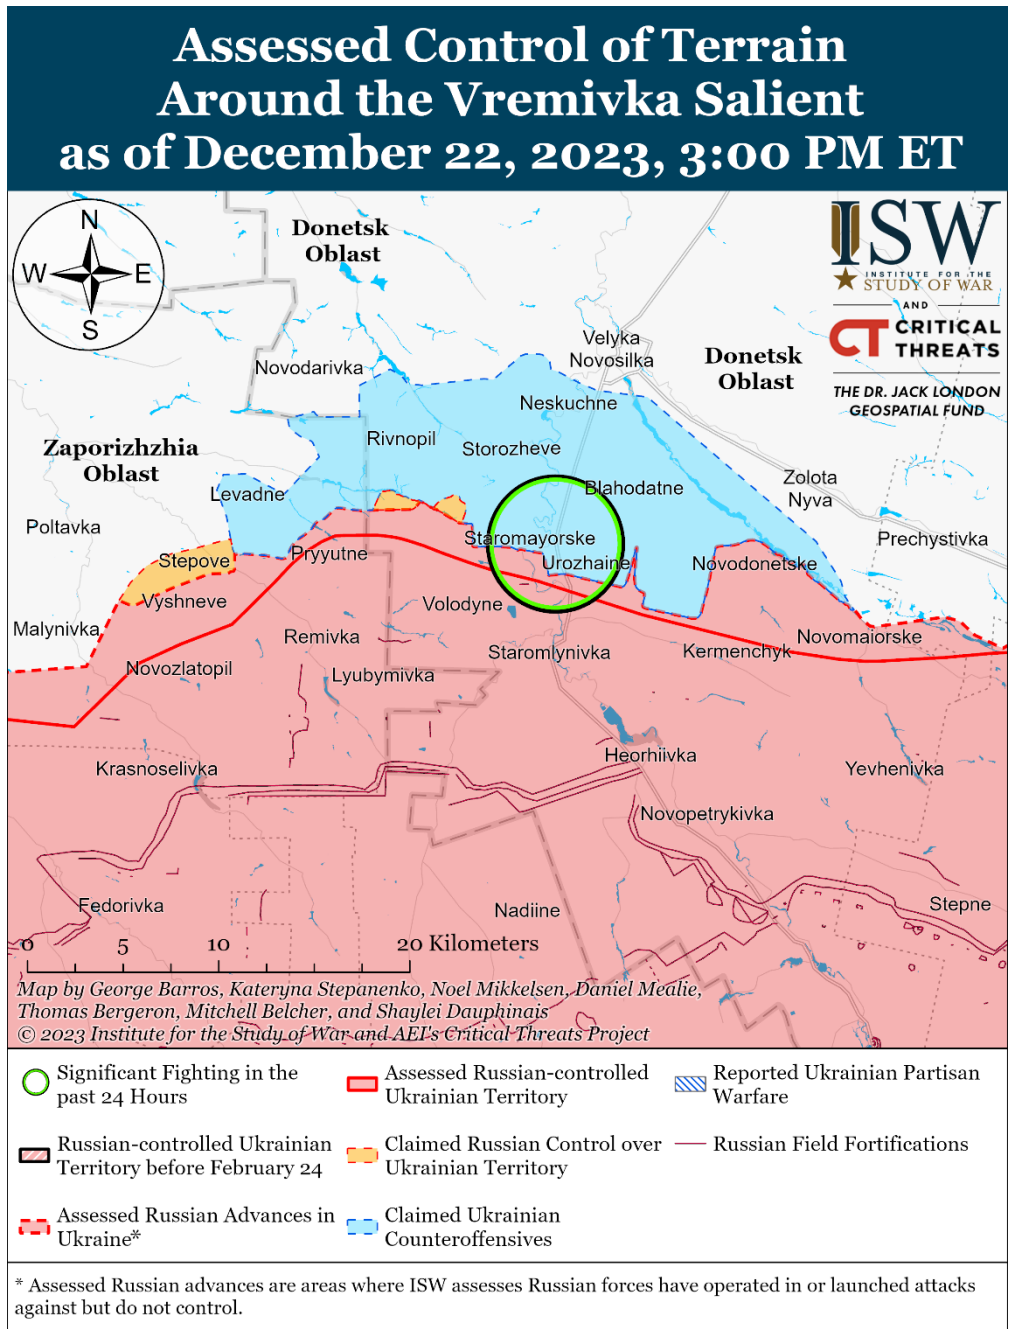 Assessed Control of Terrain
Around the Vremivka Salient
as of December 22, 2023, 3:00 PM ET
N
W
E
S
Donetsk
Oblast
ISW
INSTITUTE FOR THE
STUDY OF WAR
AND
CT CRITICAL
THREATS
THE DR. JACK LONDON
GEOSPATIAL FUND
Velyka
Novosilka
Donetsk
Oblast
Novodarivka
Neskuchne
Rivnopil
Storozheve
Zaporizhzhia
Oblast
Levadne
Blahodatne
Zolota
Nyva
Poltavka
Staromayorske
Prechystivka
Pryyutne
Stepove
Urozhaine
Novodonetske
Vyshneve
Volodyne
Malynivka
Remivka
Novomaiorske
Staromlynivka
Kermenchyk
Novozlatopil
Lyubymivka
Heorhiivka
Krasnoselivka
Yevhenivka
Novopetrykivka
Fedorivka
Nadiine
Stepne
0
5
10
20 Kilometers
Map by George Barros, Kateryna Stepanenko, Noel Mikkelsen, Daniel Mealie,
Thomas Bergeron, Mitchell Belcher, and Shaylei Dauphinais
© 2023 Institute for the Study of War and AEI's Critical Threats Project
Significant Fighting in the
past 24 Hours
Assessed Russian-controlled
Ukrainian Territory
Reported Ukrainian Partisan
Warfare
Russian-controlled Ukrainian
Territory before February 24
Claimed Russian Control over
Ukrainian Territory
Russian Field Fortifications
Assessed Russian Advances in
Ukraine*
Claimed Ukrainian
Counteroffensives
* Assessed Russian advances are areas where ISW assesses Russian forces have operated in or launched attacks
against but do not control.